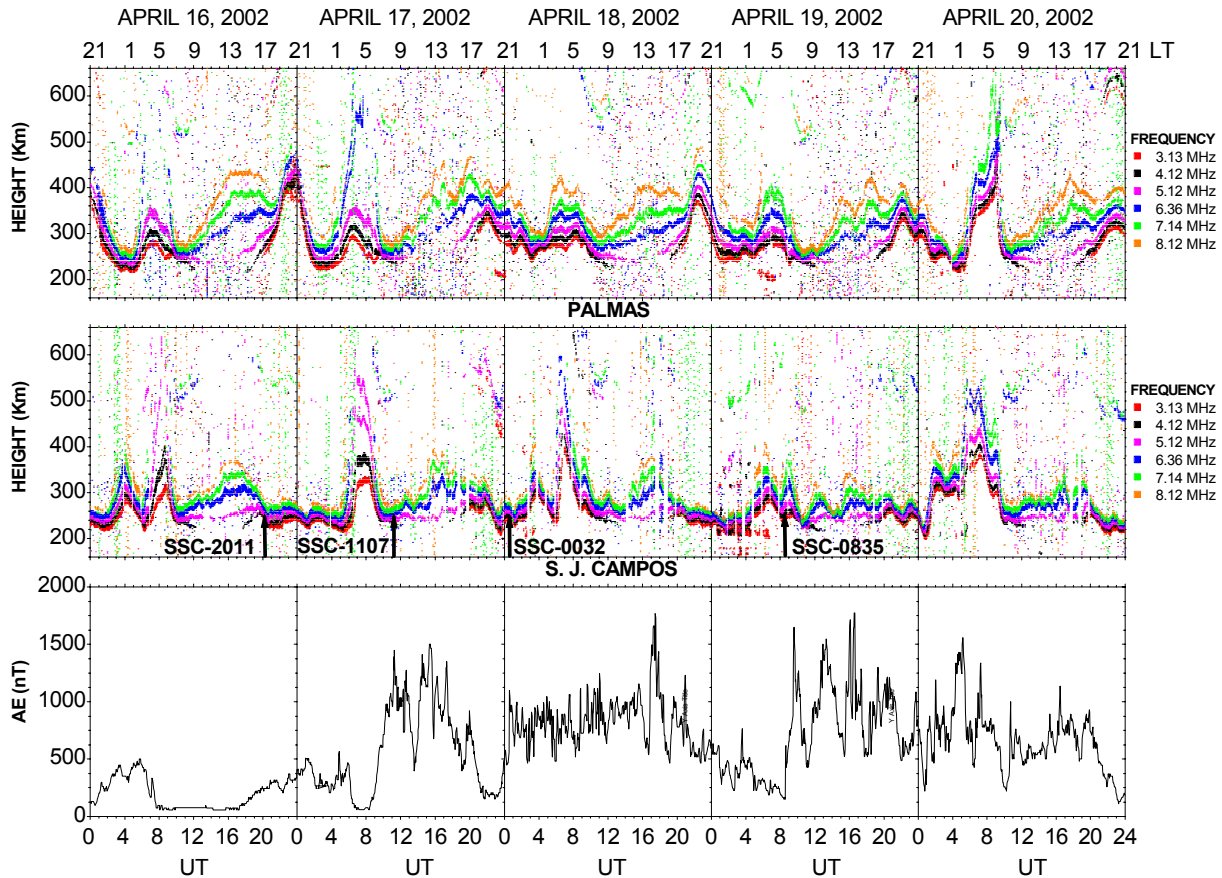 APRIL 16, 2002 APRIL 17, 2002 APRIL 18, 2002 APRIL 19, 2002 APRIL 20, 2002
21 1 5 9 13 17 21 1 5 9 13 17 21 1 5 9 13 17 21 1 5 9 13 17 21 1 5 9 13 17 21 LT
HEIGHT (Km)
600
500
400
300
200
FREQUENCY
3.13 MHz
4.12 MHz
5.12 MHz
6.36 MHz
7.14 MHz
8.12 MHz
PALMAS
HEIGHT (Km)
600
500
400
300
200
FREQUENCY
3.13 MHz
4.12 MHz
5.12 MHz
6.36 MHz
7.14 MHz
8.12 MHz
SSC-2011 SSC-1107 SSC-0032 SSC-0835
S. J. CAMPOS
AE (nT)
2000
1500
1000
500
0
0 4 8 12 16 20 0 4 8 12 16 20 0 4 8 12 16 20 0 4 8 12 16 20 0 4 8 12 16 20 24
UT UT UT UT UT